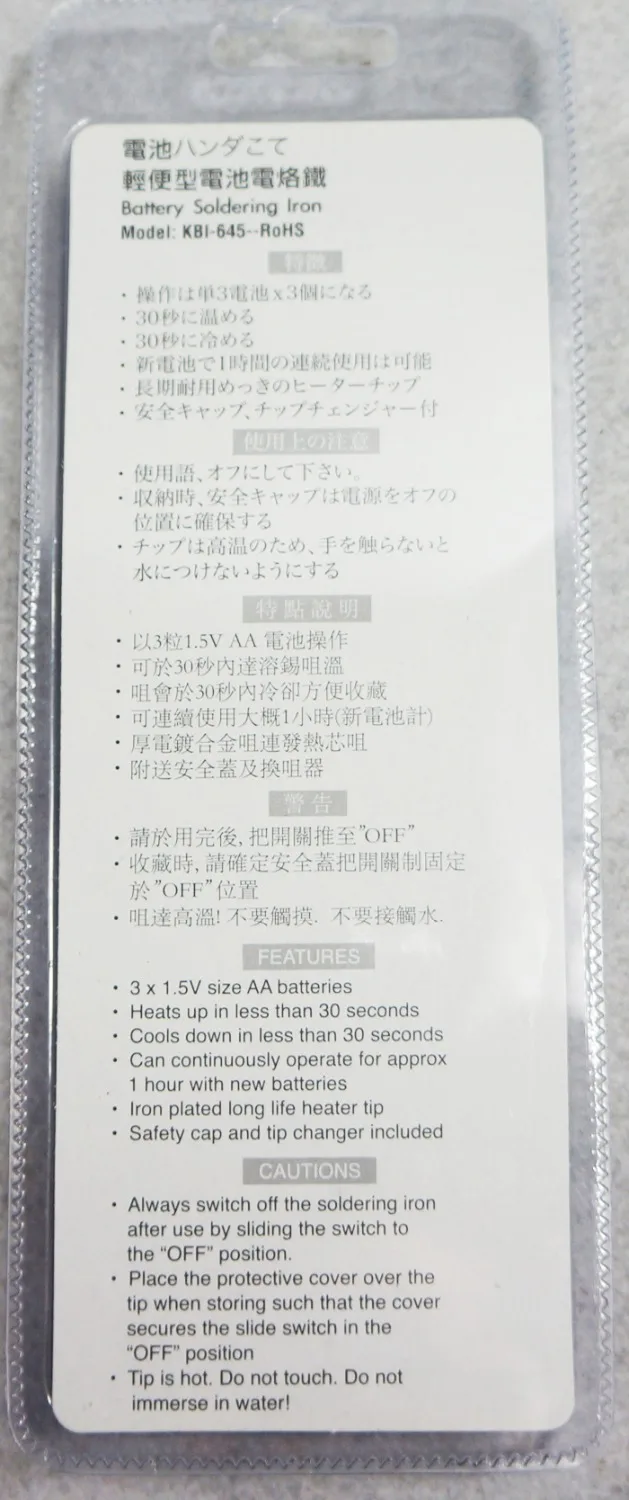 電池ハンダこて
輕便型電池電烙鐵
Battery Soldering Iron
Model: KBI-645--RoHS
特徴
・操作は単3電池x3個になる
・30秒に温める
・30秒に冷める
・新電池で1時間の連続使用は可能
・長期耐用めっきのヒーターチップ
・安全キャップ、チップチェンジャー付
使用上の注意
・使用語、オフにして下さい。
・収納時、安全キャップは電源をオフの
位置に確保する
・チップは高温のため、手を触らないと
水につけないようにする
特點說明
・以3粒1.5V AA 電池操作
・可於30秒內達溶錫咀溫
・咀會於30秒內冷卻方便收藏
・可連續使用大概1小時(新電池計)
・厚電鍍合金咀連發熱芯咀
・附送安全蓋及換咀器
警告
・請於用完後, 把開關推至"OFF"
・收藏時, 請確定安全蓋把開關制固定
於"OFF"位置
・咀達高溫! 不要觸摸. 不要接觸水.
FEATURES
・3 x 1.5V size AA batteries
・Heats up in less than 30 seconds
・Cools down in less than 30 seconds
・Can continuously operate for approx
1 hour with new batteries
・Iron plated long life heater tip
・Safety cap and tip changer included
CAUTIONS
・Always switch off the soldering iron
after use by sliding the switch to
the “OFF” position.
・Place the protective cover over the
tip when storing such that the cover
secures the slide switch in the
“OFF” position
・Tip is hot. Do not touch. Do not
immerse in water!